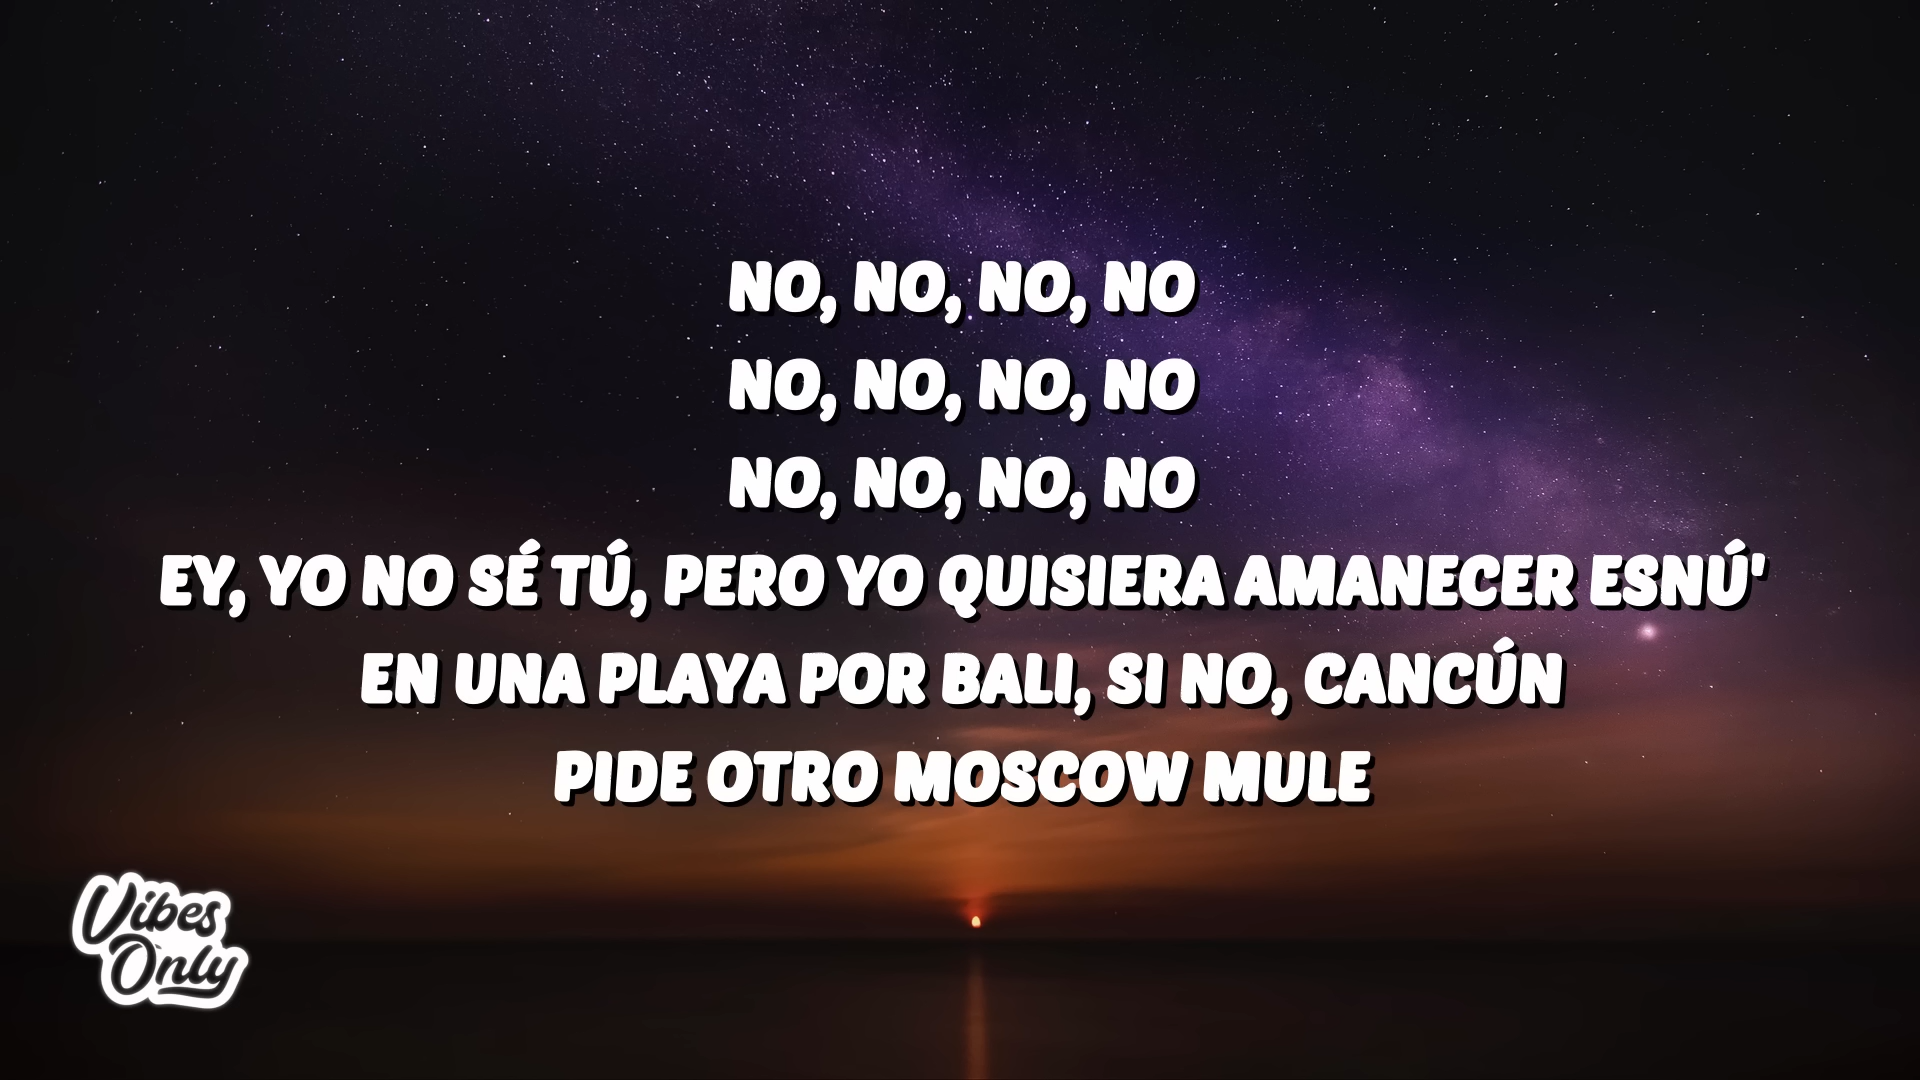 NO, NO, NO, NO
NO, NO, NO, NO
NO, NO, NO, NO
EY, YO NO SÉ TÚ, PERO YO QUISIERA AMANECER ESNÚ'
EN UNA PLAYA POR BALI, SI NO, CANCÚN
PIDE OTRO MOSCOW MULE
Vibes
Only